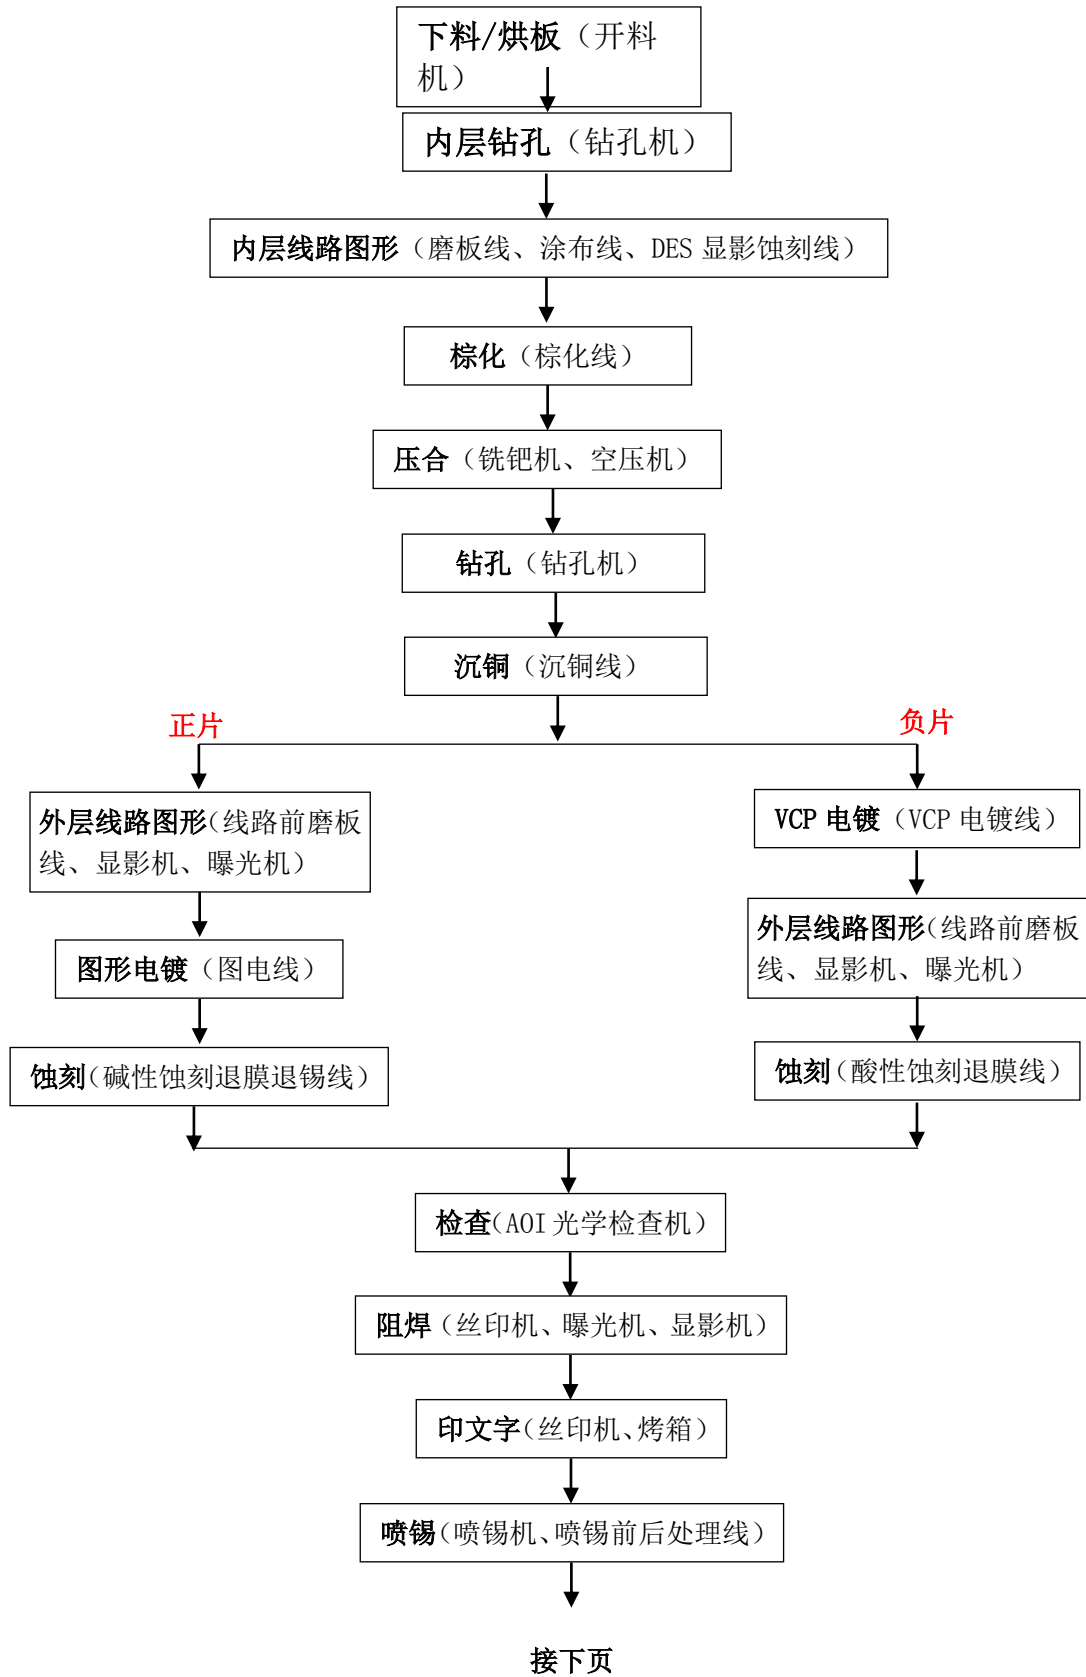 下料/烘板（开料
机）
内层钻孔（钻孔机）
内层线路图形（磨板线、涂布线、DES 显影蚀刻线）
棕化（棕化线）
压合（铣钯机、空压机）
钻孔（钻孔机）
沉铜（沉铜线）
正片
负片
外层线路图形(线路前磨板
线、显影机、曝光机）
VCP 电镀（VCP 电镀线）
图形电镀（图电线）
外层线路图形(线路前磨板
线、显影机、曝光机）
蚀刻(碱性蚀刻退膜退锡线）
蚀刻（酸性蚀刻退膜线）
检查(AOI 光学检查机）
阻焊（丝印机、曝光机、显影机）
印文字(丝印机、烤箱）
喷锡(喷锡机、喷锡前后处理线）
接下页